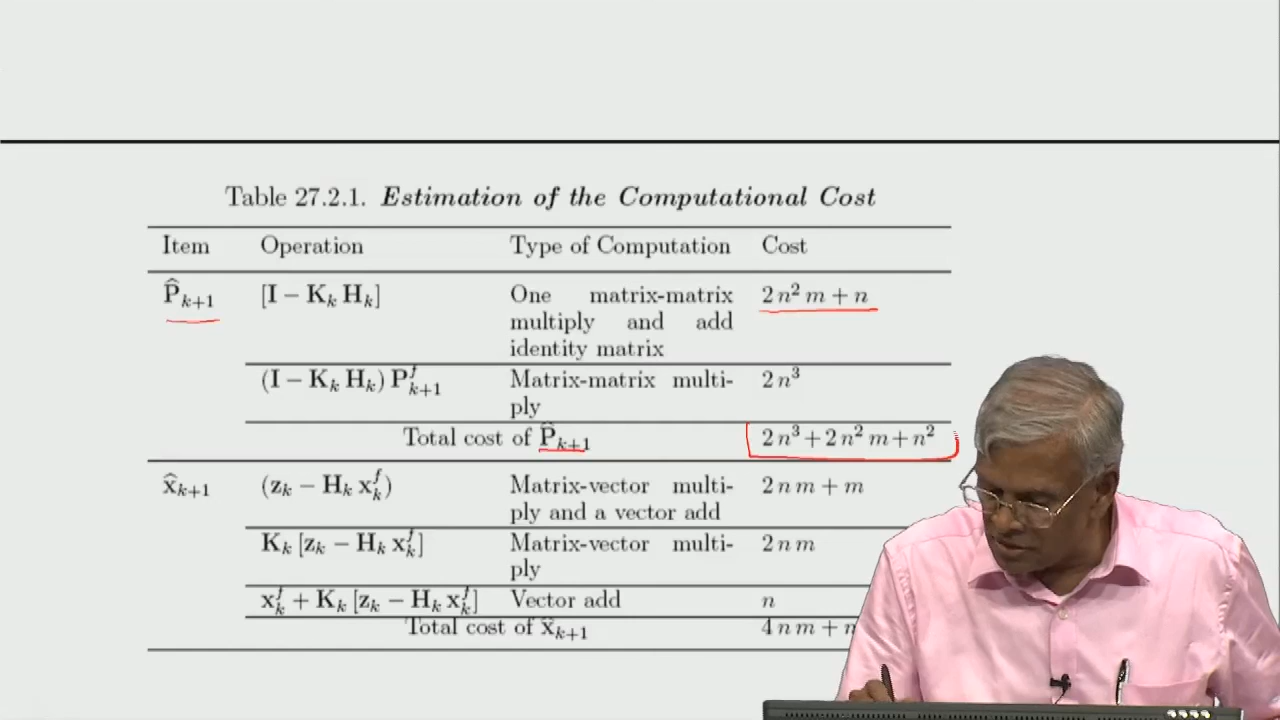 Table 27.2.1. Estimation of the Computational Cost
Item Operation Type of Computation Cost
P̂ₖ₊₁ [I − Kₖ Hₖ] One matrix-matrix 2 n² m + n
multiply and add
identity matrix
(I − Kₖ Hₖ) Pᶠₖ₊₁ Matrix-matrix multi- 2 n³
ply
Total cost of P̂ₖ₊₁ 2 n³ + 2 n² m + n²
x̂ₖ₊₁ (zₖ − Hₖ xᶠₖ) Matrix-vector multi- 2 n m + m
ply and a vector add
Kₖ [zₖ − Hₖ xᶠₖ] Matrix-vector multi- 2 n m
ply
xᶠₖ + Kₖ [zₖ − Hₖ xᶠₖ] Vector add n
Total cost of x̂ₖ₊₁ 4 n m + n